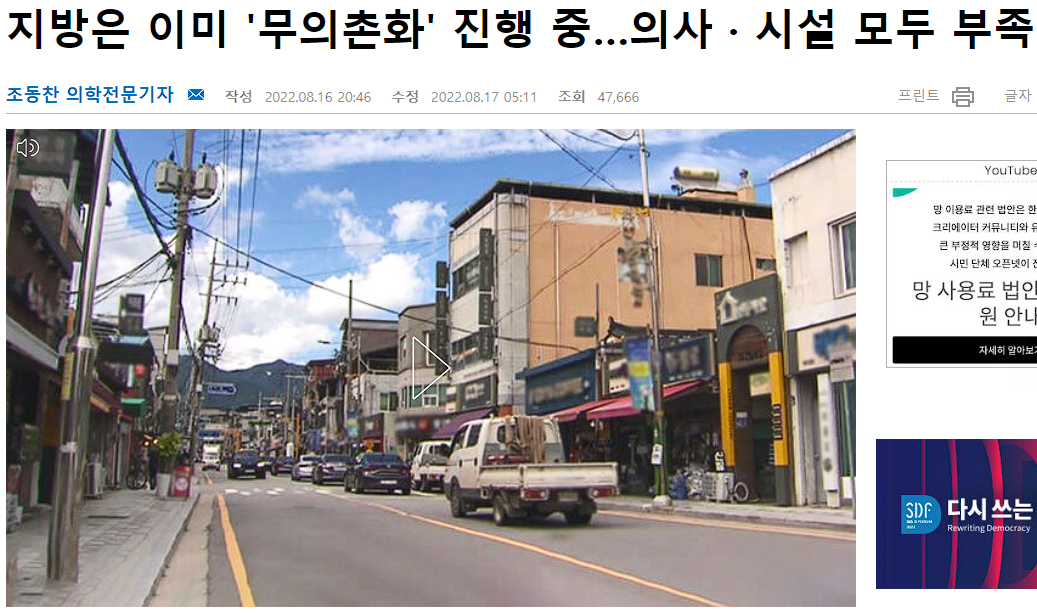 지방은 이미 '무의촌화' 진행 중...의사 · 시설 모두 부족
조동찬 의학전문기자 작성 2022.08.16 20:46 수정 2022.08.17 05:11 조회 47,666
프린트 글자
YouTube
망 이용료 관련 법안은 한
크리에이터 커뮤니티와 유
큰 부정적 영향을 미칠
시민 단체 오픈넷이
망 사용료 법안
원 안내
자세히 알아보기
SDF
다시 쓰는
Rewriting Democracy